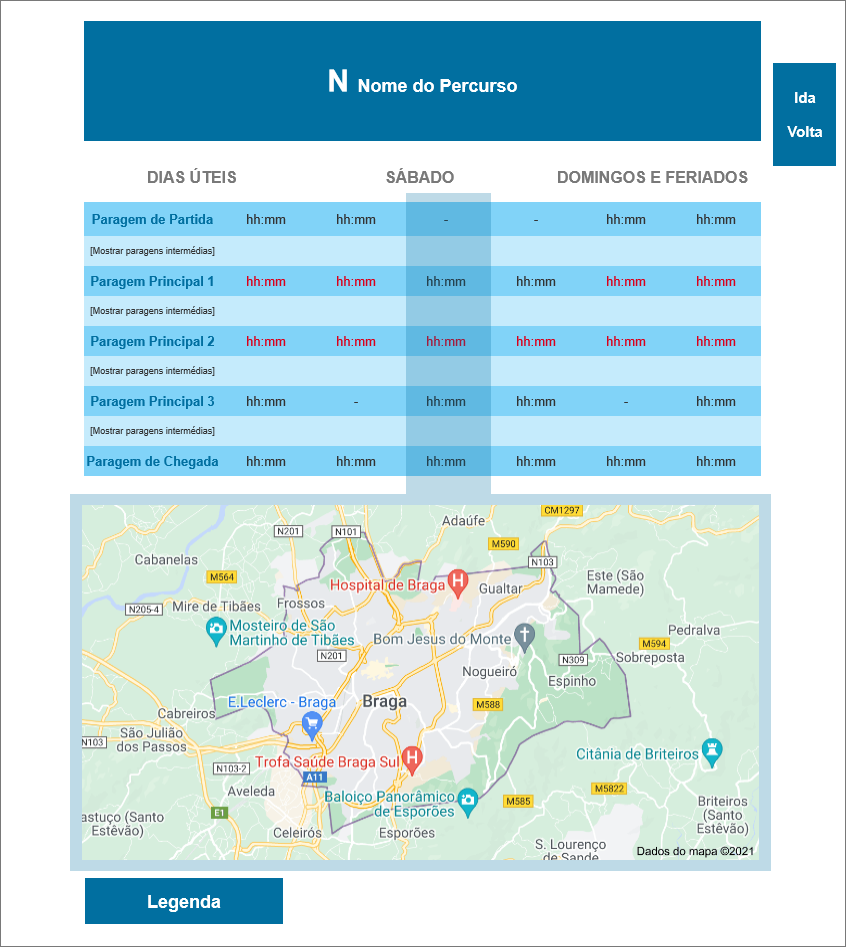 N Nome do Percurso
Ida
Volta
DIAS ÚTEIS SÁBADO DOMINGOS E FERIADOS
Paragem de Partida hh:mm hh:mm - - hh:mm hh:mm
[Mostrar paragens intermédias]
Paragem Principal 1 hh:mm hh:mm hh:mm hh:mm hh:mm hh:mm
[Mostrar paragens intermédias]
Paragem Principal 2 hh:mm hh:mm hh:mm hh:mm hh:mm hh:mm
[Mostrar paragens intermédias]
Paragem Principal 3 hh:mm - hh:mm hh:mm - hh:mm
[Mostrar paragens intermédias]
Paragem de Chegada hh:mm hh:mm hh:mm hh:mm hh:mm hh:mm
CM1297
Adaúfe
N201 N101
M590
Cabanelas
N103
M564
Hospital de Braga H
Gualtar
Este (São
Mamede)
N205-4
Mire de Tibães
Frossos
Mosteiro de São
Martinho de Tibães
Bom Jesus do Monte
Pedralva
M594
N201
N309
Sobreposta
Nogueiró
Espinho
E.Leclerc - Braga
Braga
M588
Cabreiros
São Julião
dos Passos
N103
Citânia de Briteiros
Trofa Saúde Braga Sul H
N103-2
A11
Aveleda
M5822
Baloiço Panorâmico
de Esporões
M585
Briteiros
(Santo
Estêvão)
E1
astuço (Santo
Estêvão)
Celeirós
Esporões
S. Lourenço
de Sande
Dados do mapa ©2021
Legenda